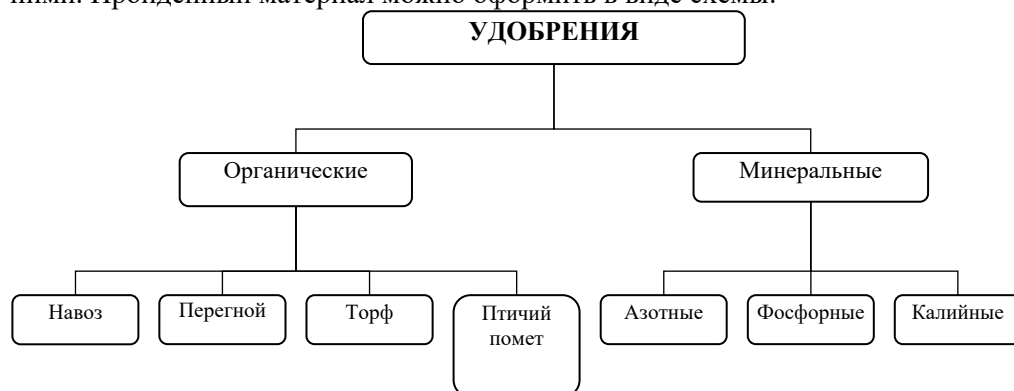 ними. Пройденный материал можно оформить в виде схемы.
УДОБРЕНИЯ
Органические
Минеральные
Навоз
Перегной
Торф
Птичий
помет
Азотные
Фосфорные
Калийные